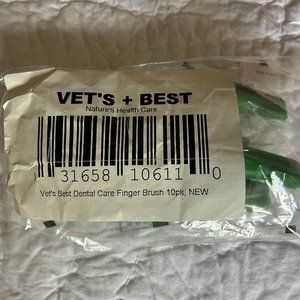 VET'S + BEST
Nature's Health Care
31658 10611 0
Vet's Best Dental Care Finger Brush 10pk, NEW